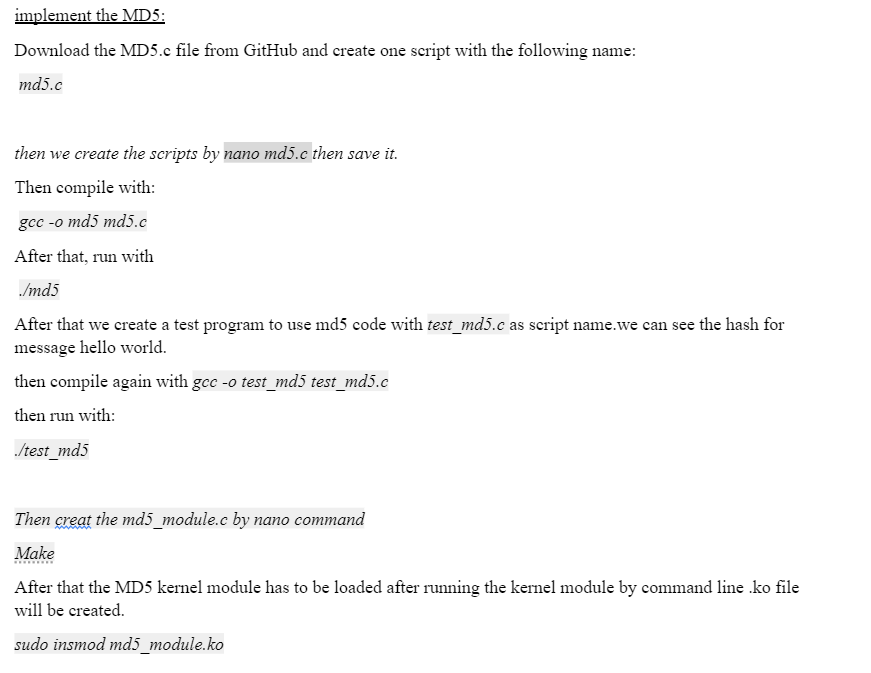 implement the MD5:
Download the MD5.c file from GitHub and create one script with the following name:
md5.c
then we create the scripts by nano md5.c then save it.
Then compile with:
gcc -o md5 md5.c
After that, run with
./md5
After that we create a test program to use md5 code with test_md5.c as script name.we can see the hash for
message hello world.
then compile again with gcc -o test_md5 test_md5.c
then run with:
./test_md5
Then creat the md5_module.c by nano command
Make
After that the MD5 kernel module has to be loaded after running the kernel module by command line .ko file
will be created.
sudo insmod md5_module.ko